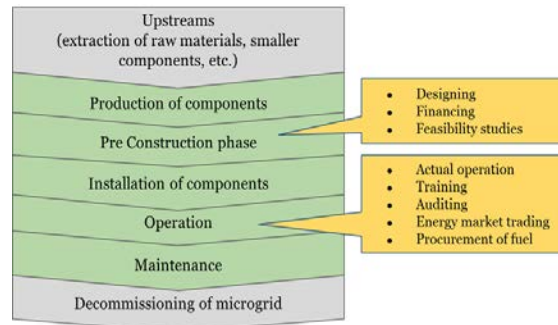 Upstreams
(extraction of raw materials, smaller
components, etc.)
Production of components
Pre Construction phase
Installation of components
Operation
Maintenance
Decommissioning of microgrid
• Designing
• Financing
• Feasibility studies
• Actual operation
• Training
• Auditing
• Energy market trading
• Procurement of fuel